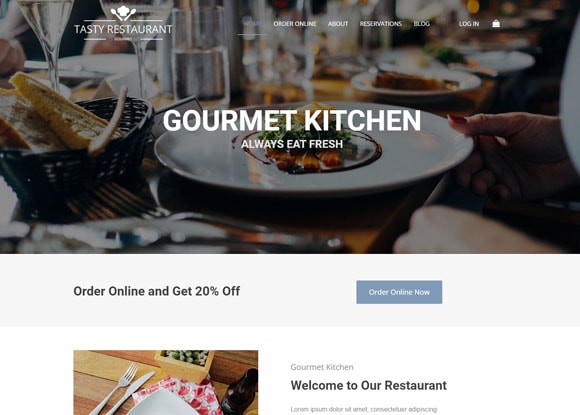 TASTY RESTAURANT
GOURMET
HOME ORDER ONLINE ABOUT RESERVATIONS BLOG LOG IN
GOURMET KITCHEN
ALWAYS EAT FRESH
Order Online and Get 20% Off
Order Online Now
Gourmet Kitchen
Welcome to Our Restaurant
Lorem ipsum dolor sit amet, consectetuer adipiscing